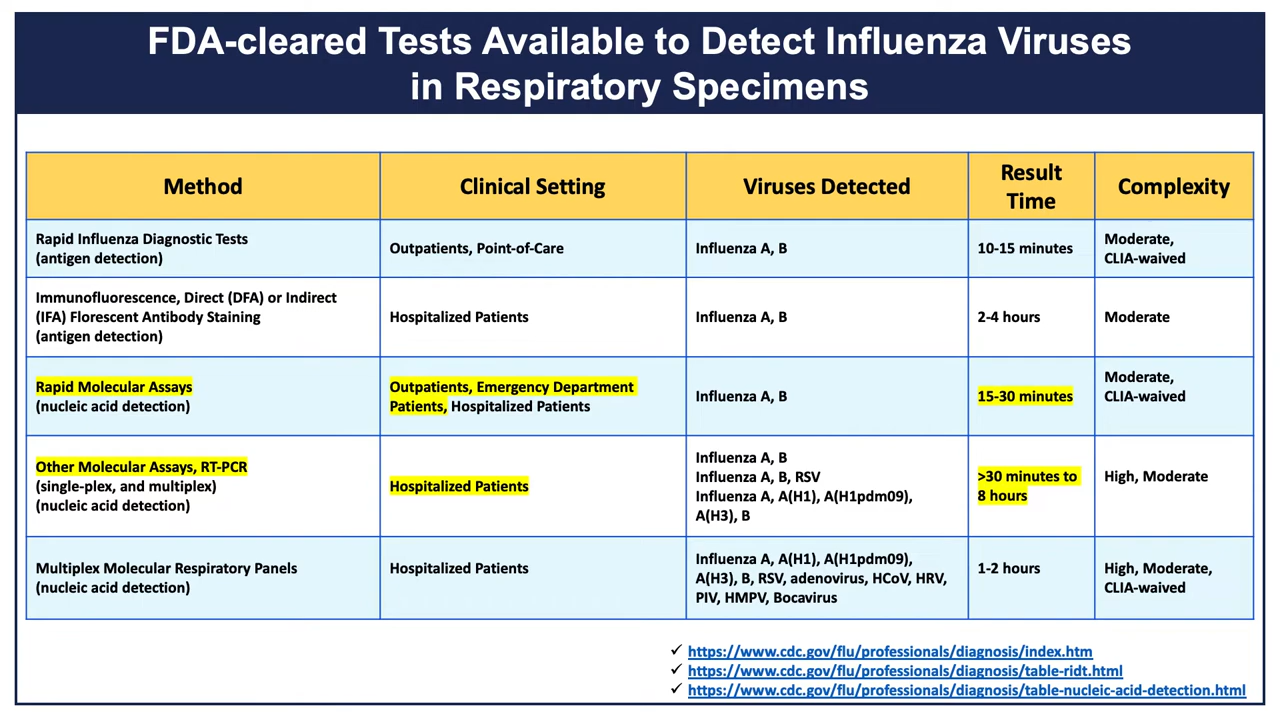 FDA-cleared Tests Available to Detect Influenza Viruses
in Respiratory Specimens
Method
Clinical Setting
Viruses Detected
Result
Time
Complexity
Rapid Influenza Diagnostic Tests
(antigen detection)
Outpatients, Point-of-Care
Influenza A, B
10-15 minutes
Moderate,
CLIA-waived
Immunofluorescence, Direct (DFA) or Indirect
(IFA) Florescent Antibody Staining
(antigen detection)
Hospitalized Patients
Influenza A, B
2-4 hours
Moderate
Rapid Molecular Assays
(nucleic acid detection)
Outpatients, Emergency Department
Patients, Hospitalized Patients
Influenza A, B
15-30 minutes
Moderate,
CLIA-waived
Other Molecular Assays, RT-PCR
(single-plex, and multiplex)
(nucleic acid detection)
Hospitalized Patients
Influenza A, B
Influenza A, B, RSV
Influenza A, A(H1), A(H1pdm09),
A(H3), B
>30 minutes to
8 hours
High, Moderate
Multiplex Molecular Respiratory Panels
(nucleic acid detection)
Hospitalized Patients
Influenza A, A(H1), A(H1pdm09),
A(H3), B, RSV, adenovirus, HCoV, HRV,
PIV, HMPV, Bocavirus
1-2 hours
High, Moderate,
CLIA-waived
✓ https://www.cdc.gov/flu/professionals/diagnosis/index.htm
✓ https://www.cdc.gov/flu/professionals/diagnosis/table-ridt.html
✓ https://www.cdc.gov/flu/professionals/diagnosis/table-nucleic-acid-detection.html